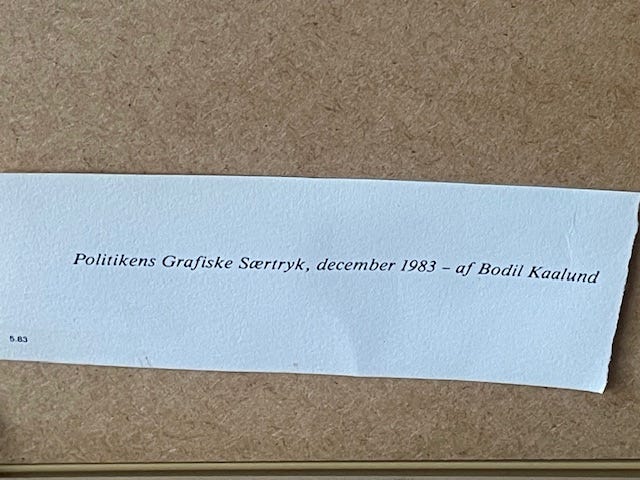 Politikens Grafiske Særtryk, december 1983 – af Bodil Kaalund
5.83